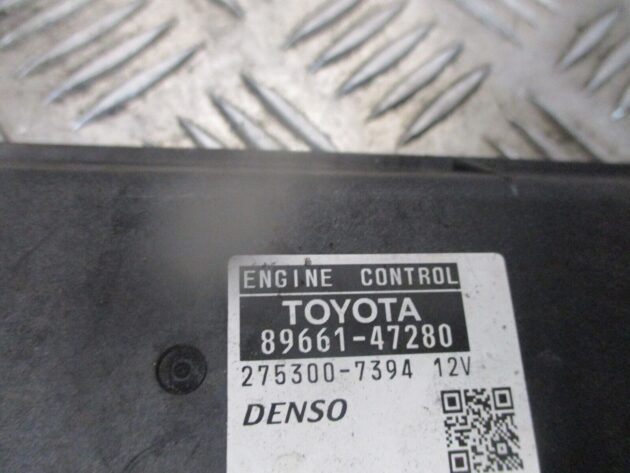 ENGINE CONTROL
TOYOTA
89661-47280
275300-7394 12V
DENSO